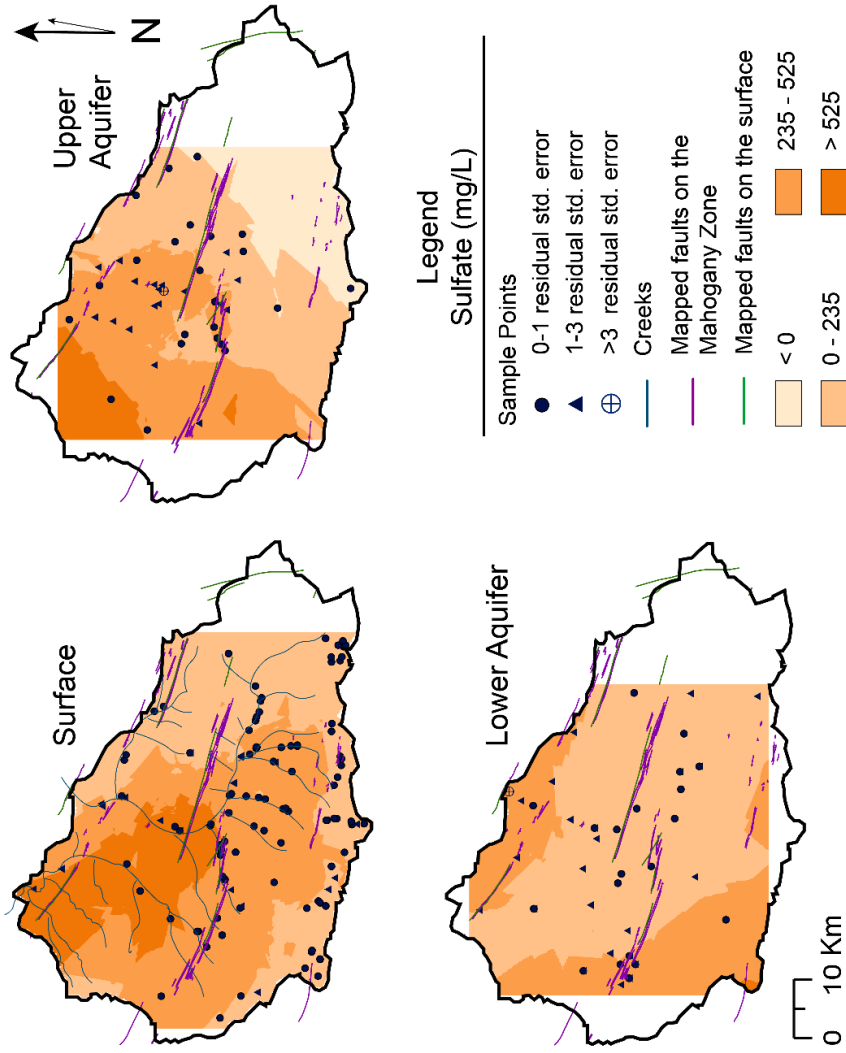 Surface
Upper
Aquifer
N
Lower Aquifer
0 10 Km
Legend
Sulfate (mg/L)
Sample Points
0-1 residual std. error
1-3 residual std. error
>3 residual std. error
Creeks
Mapped faults on the
Mahogany Zone
Mapped faults on the surface
< 0
235 - 525
0 - 235
> 525